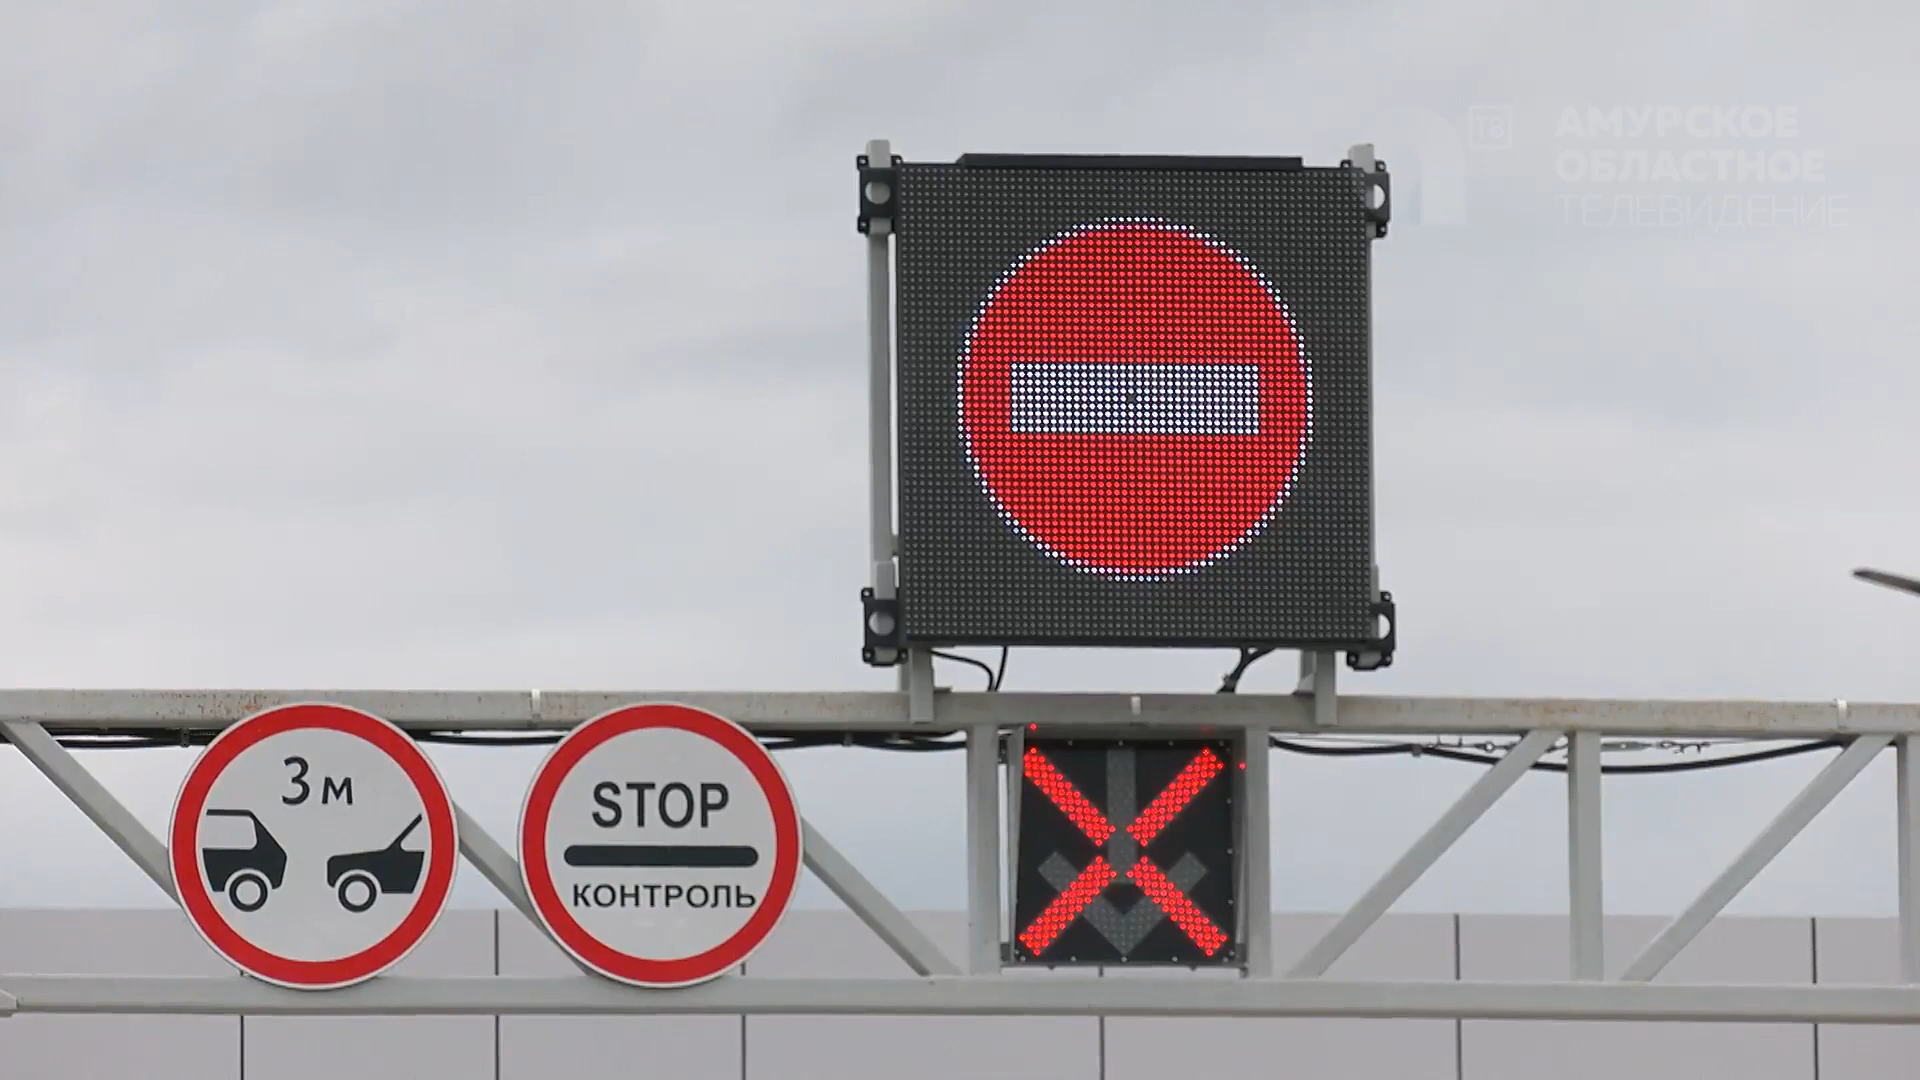 ТВ
АМУРСКОЕ
ОБЛАСТНОЕ
ТЕЛЕВИДЕНИЕ
3 м
STOP
КОНТРОЛЬ